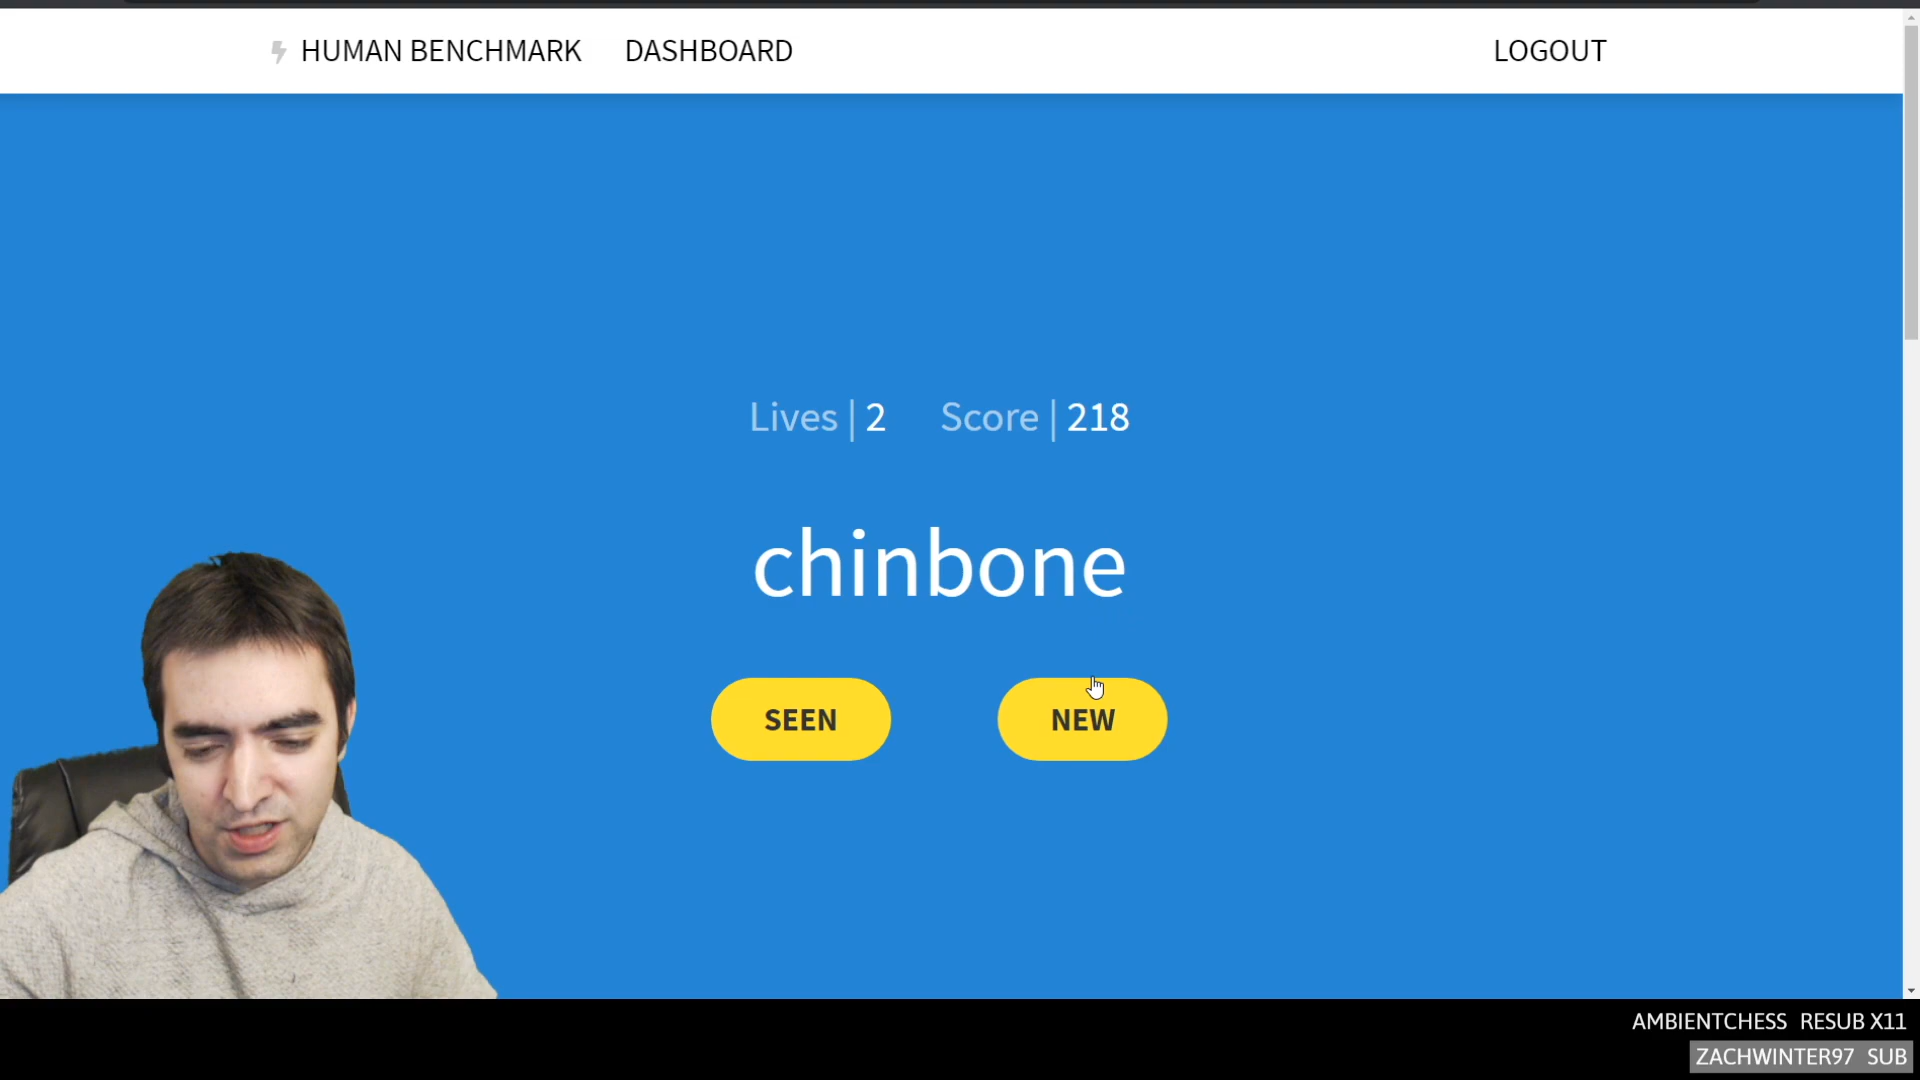 HUMAN BENCHMARK DASHBOARD LOGOUT
Lives | 2 Score | 218
chinbone
SEEN NEW
AMBIENTCHESS RESUB X11
ZACHWINTER97 SUB